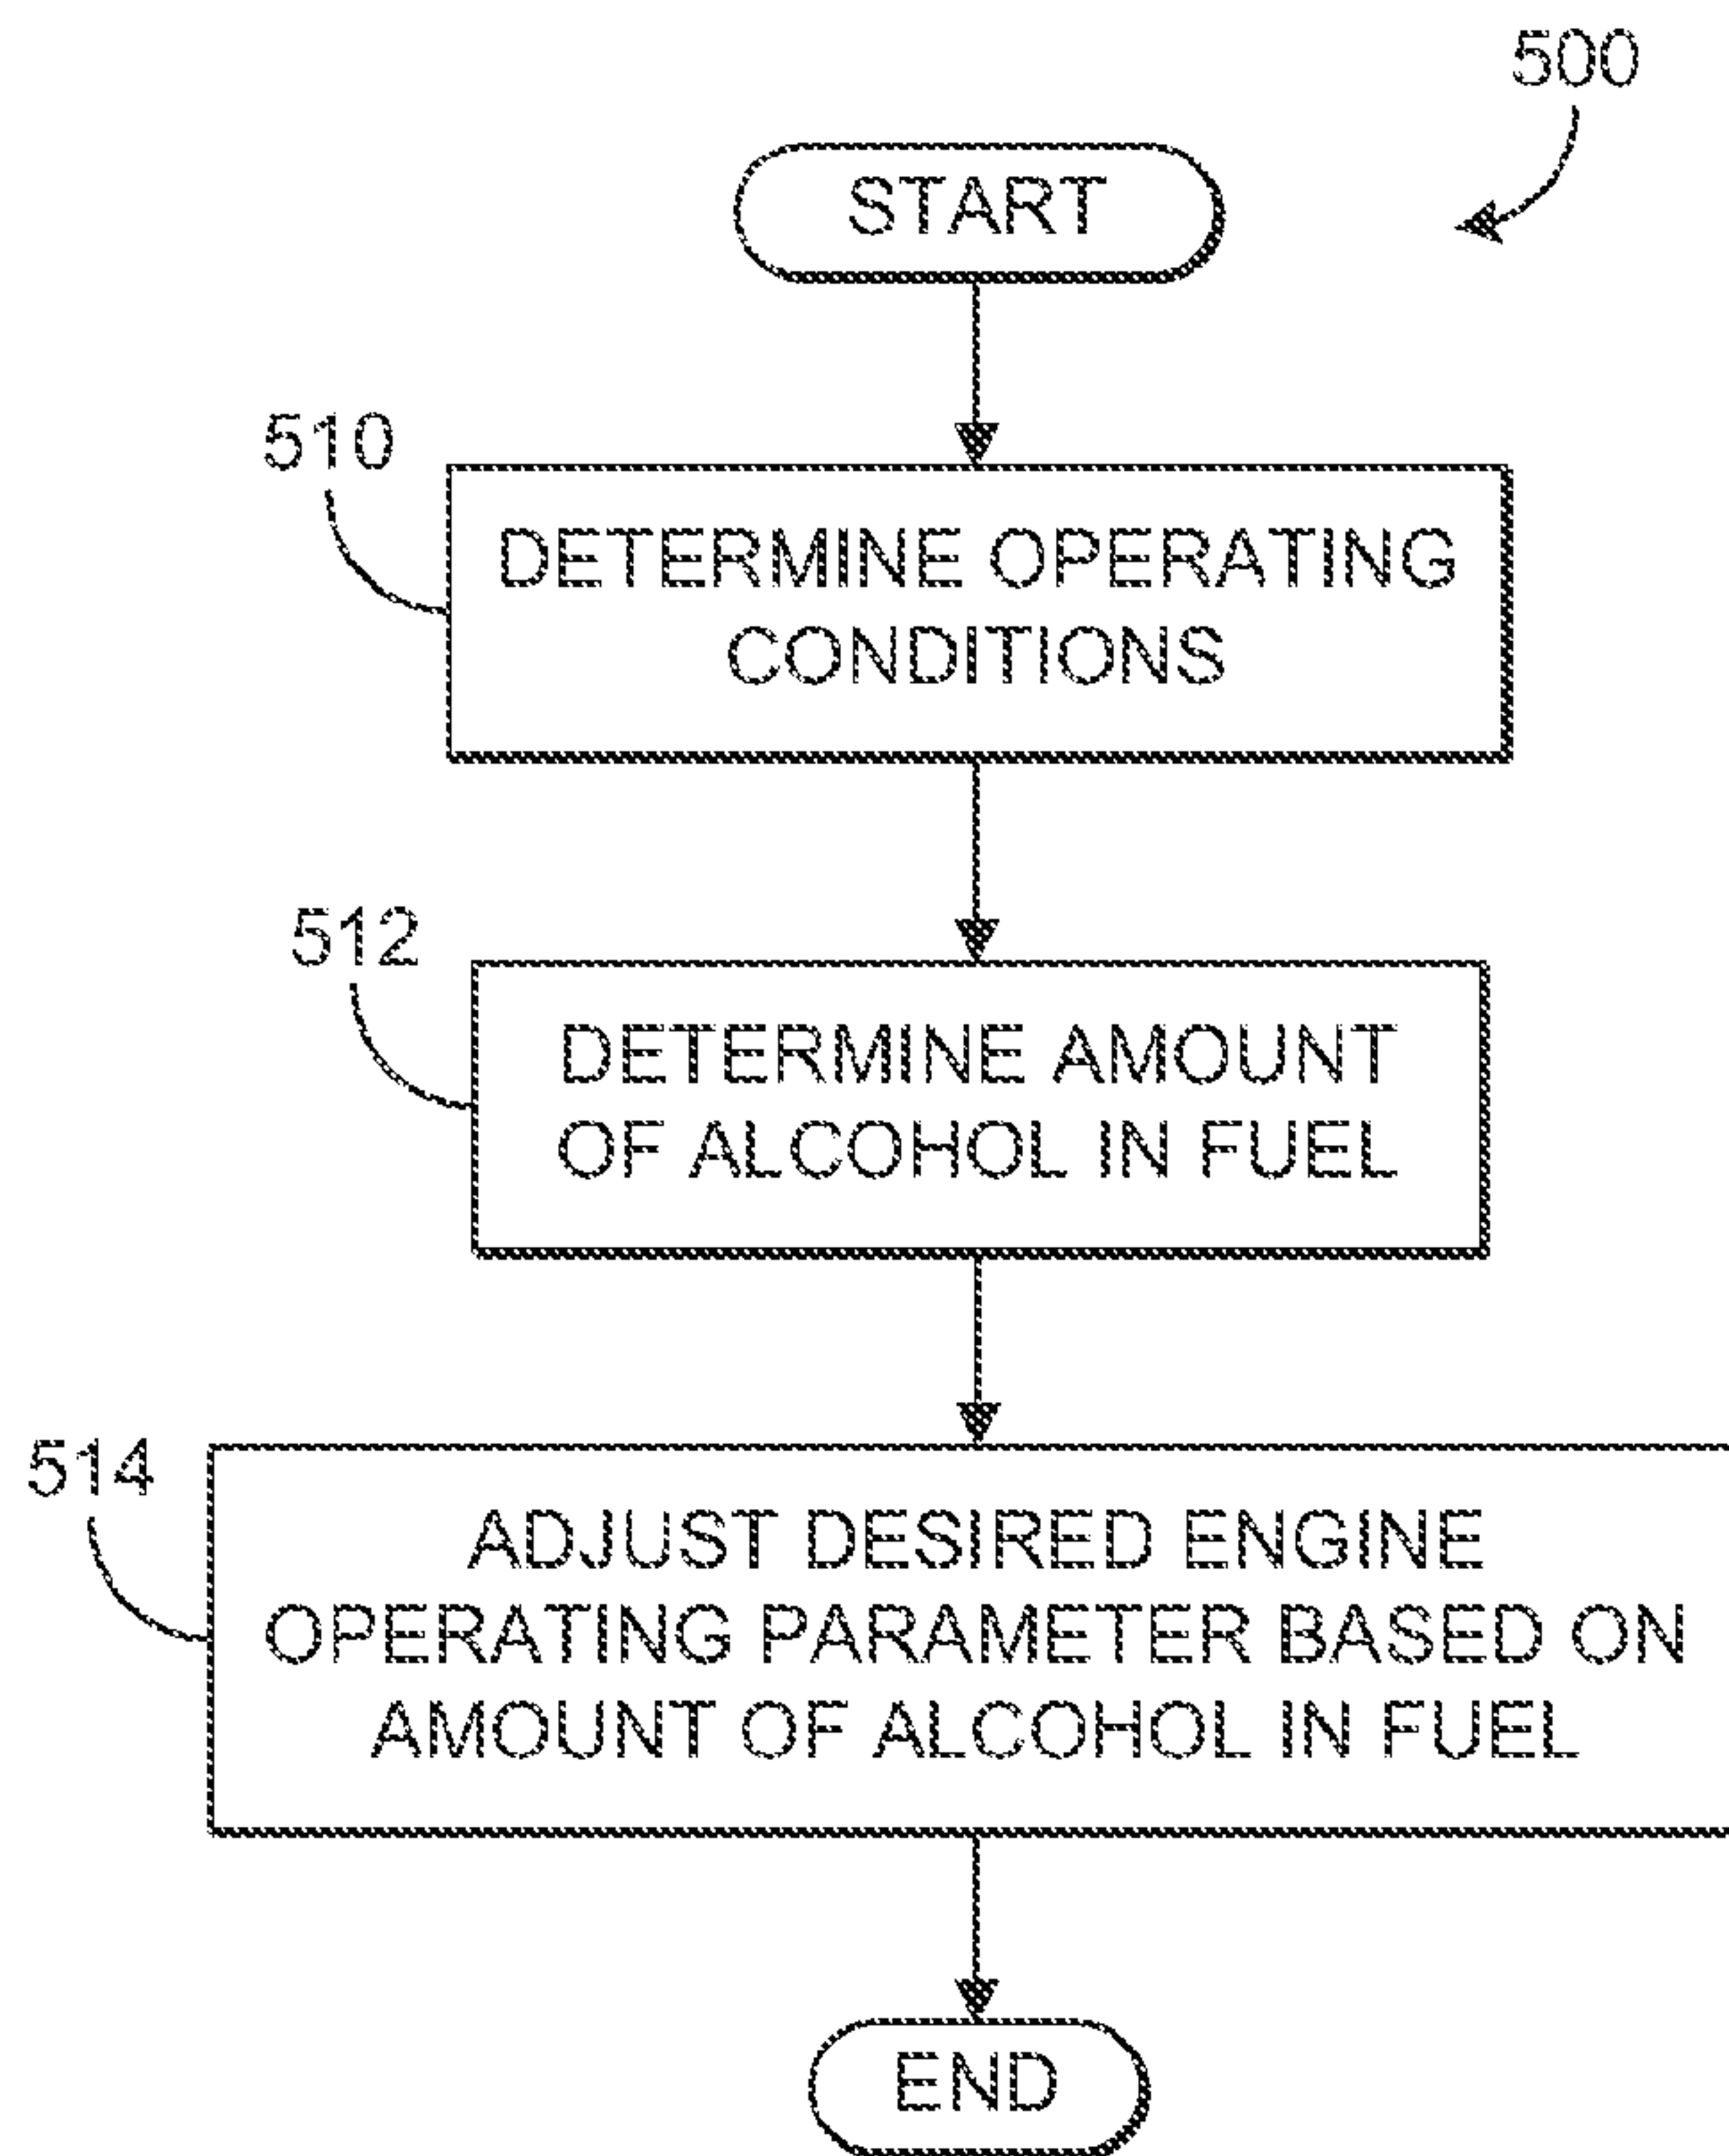 500
START
510
DETERMINE OPERATING
CONDITIONS
512
DETERMINE AMOUNT
OF ALCOHOL IN FUEL
514
ADJUST DESIRED ENGINE
OPERATING PARAMETER BASED ON
AMOUNT OF ALCOHOL IN FUEL
END